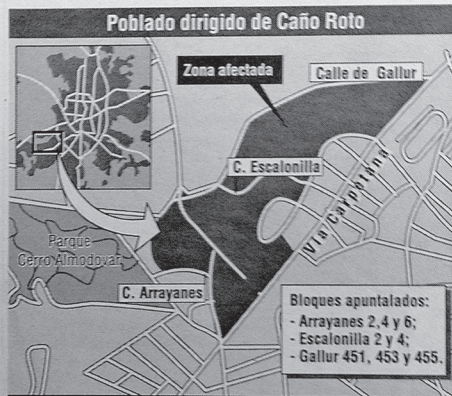 Poblado dirigido de Caño Roto
Zona afectada
Calle de Gallur
C. Escalonilla
Vía Carpetana
Parque
Cerro Almodovar
C. Arrayanes
Bloques apuntalados:
- Arrayanes 2,4 y 6;
- Escalonilla 2 y 4;
- Gallur 451, 453 y 455.